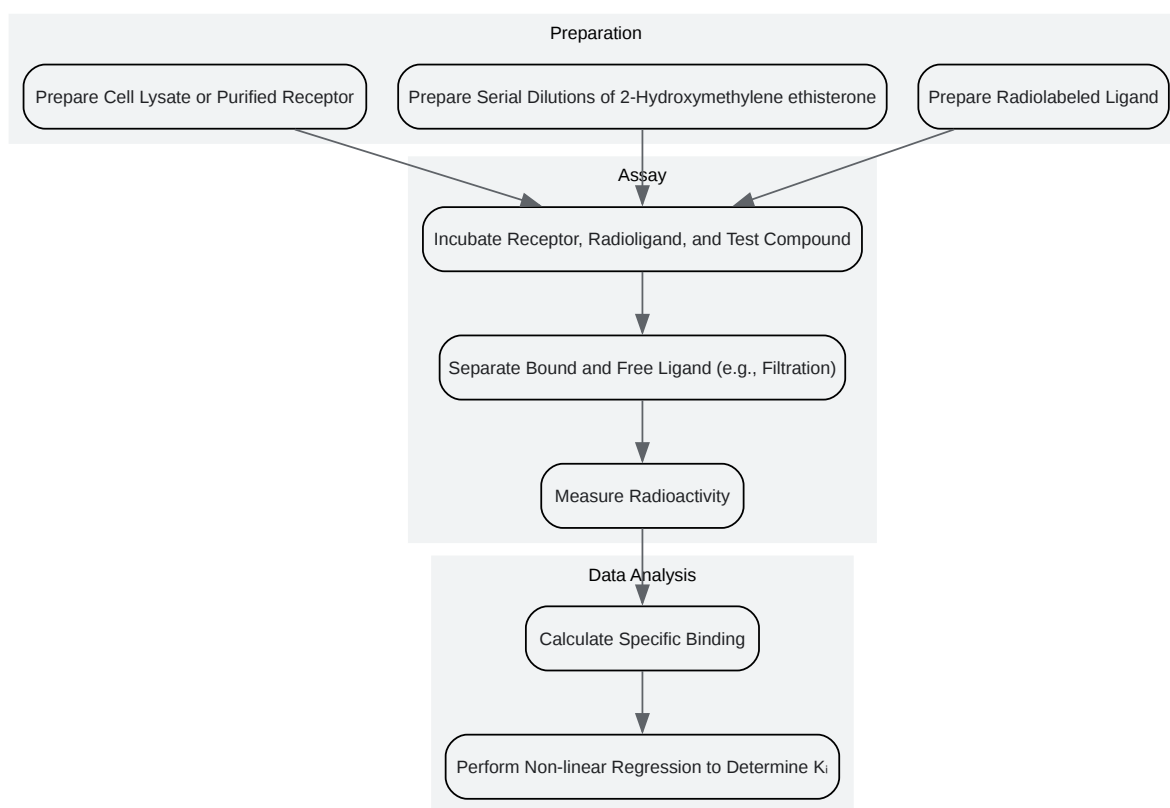 Preparation
Prepare Cell Lysate or Purified Receptor
Prepare Serial Dilutions of 2-Hydroxymethylene ethisterone
Prepare Radiolabeled Ligand
Assay
Incubate Receptor, Radioligand, and Test Compound
Separate Bound and Free Ligand (e.g., Filtration)
Measure Radioactivity
Data Analysis
Calculate Specific Binding
Perform Non-linear Regression to Determine Kᵢ